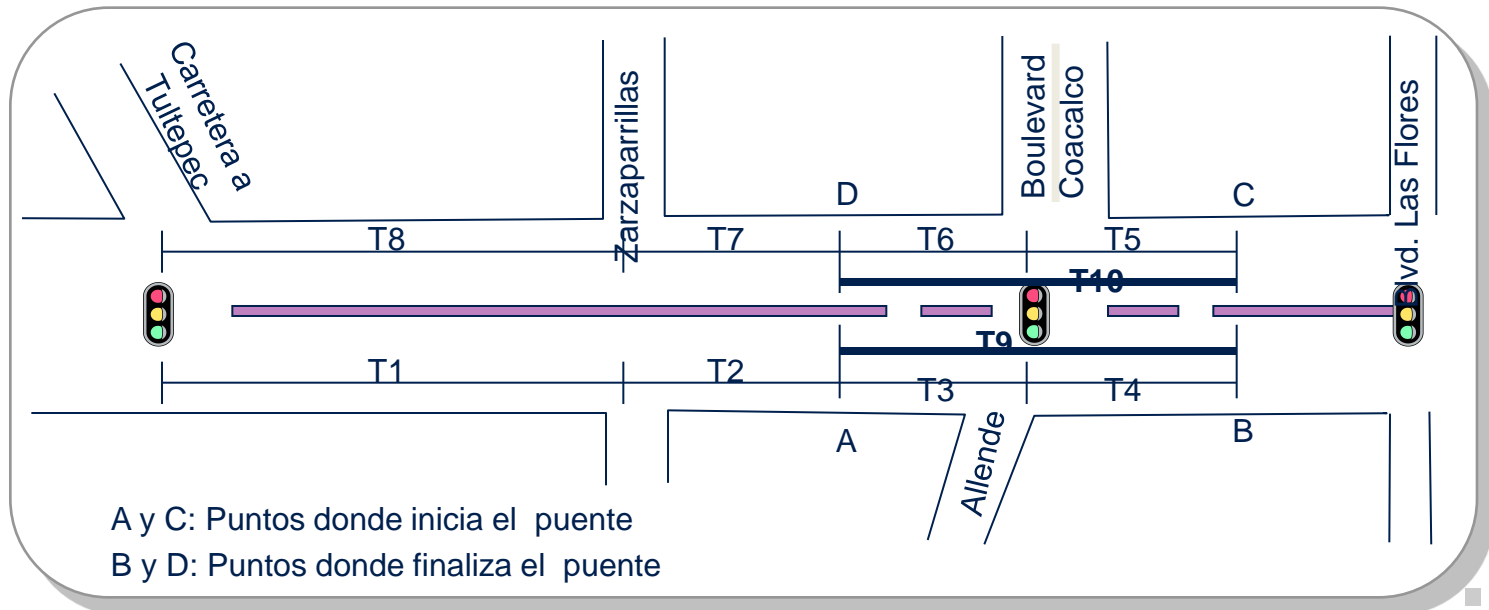 Carretera a
Tultepec
Zarzaparrillas
Boulevard
Coacalco
Blvd. Las Flores
D
C
T8
T7
T6
T5
T10
T9
T1
T2
T3
T4
A
B
Allende
A y C: Puntos donde inicia el puente
B y D: Puntos donde finaliza el puente